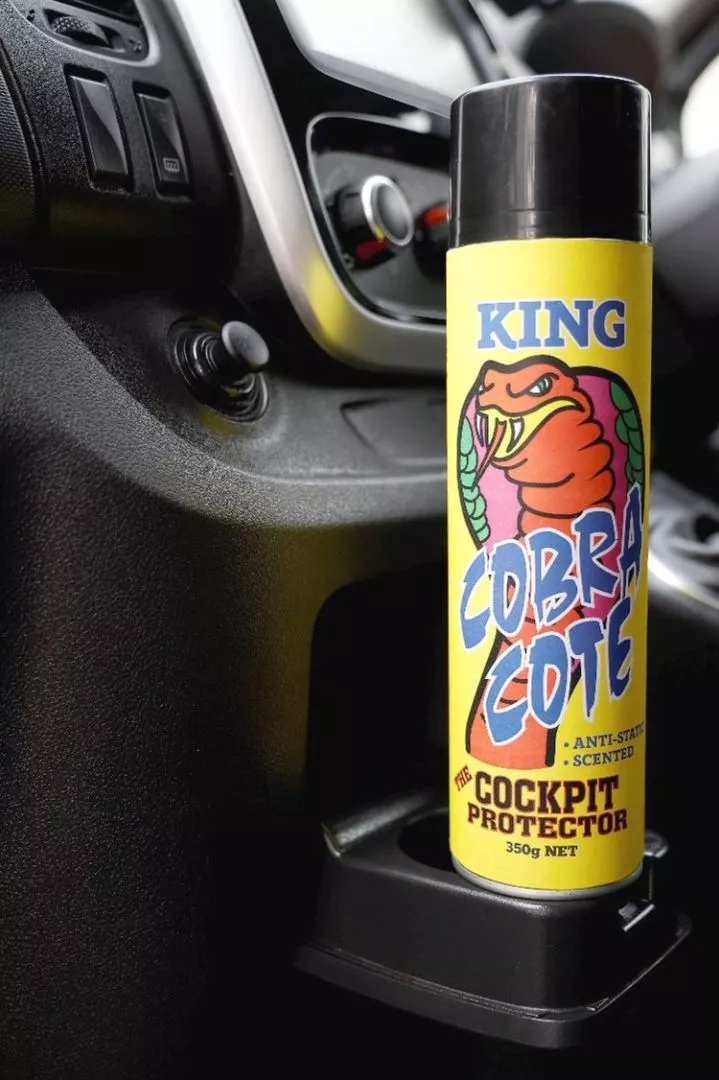 KING
COBRA
COTE
• ANTI-STATIC
• SCENTED
THE
COCKPIT
PROTECTOR
350g NET